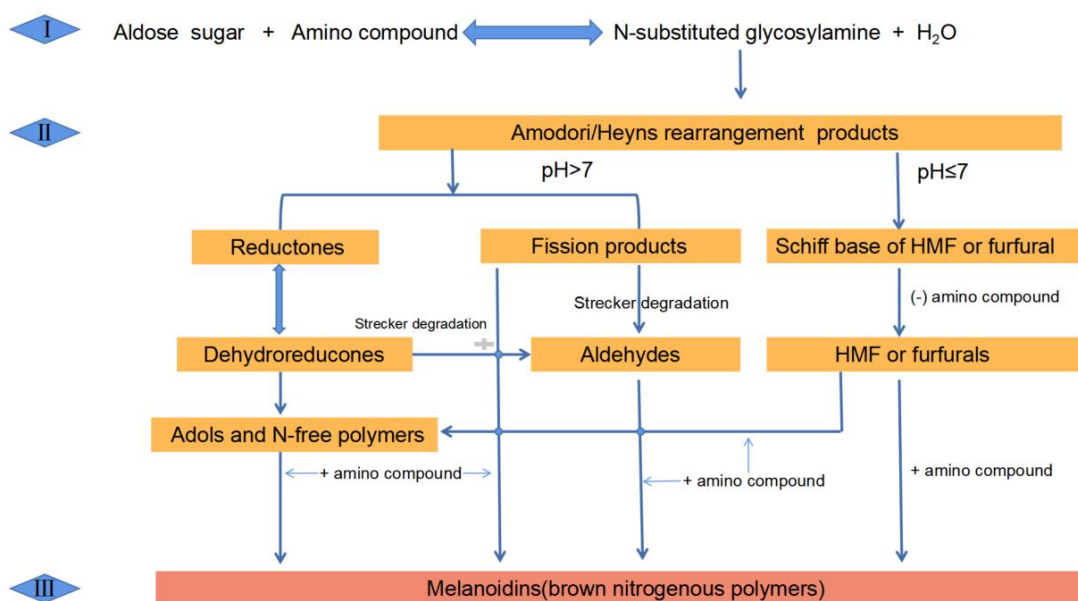 I
Aldose sugar + Amino compound
N-substituted glycosylamine + H₂O
II
Amodori/Heyns rearrangement products
pH>7
pH≤7
Reductones
Fission products
Schiff base of HMF or furfural
(-) amino compound
Strecker degradation
Strecker degradation
Dehydroreducones
Aldehydes
HMF or furfurals
Adols and N-free polymers
+ amino compound
+ amino compound
+ amino compound
III
Melanoidins(brown nitrogenous polymers)